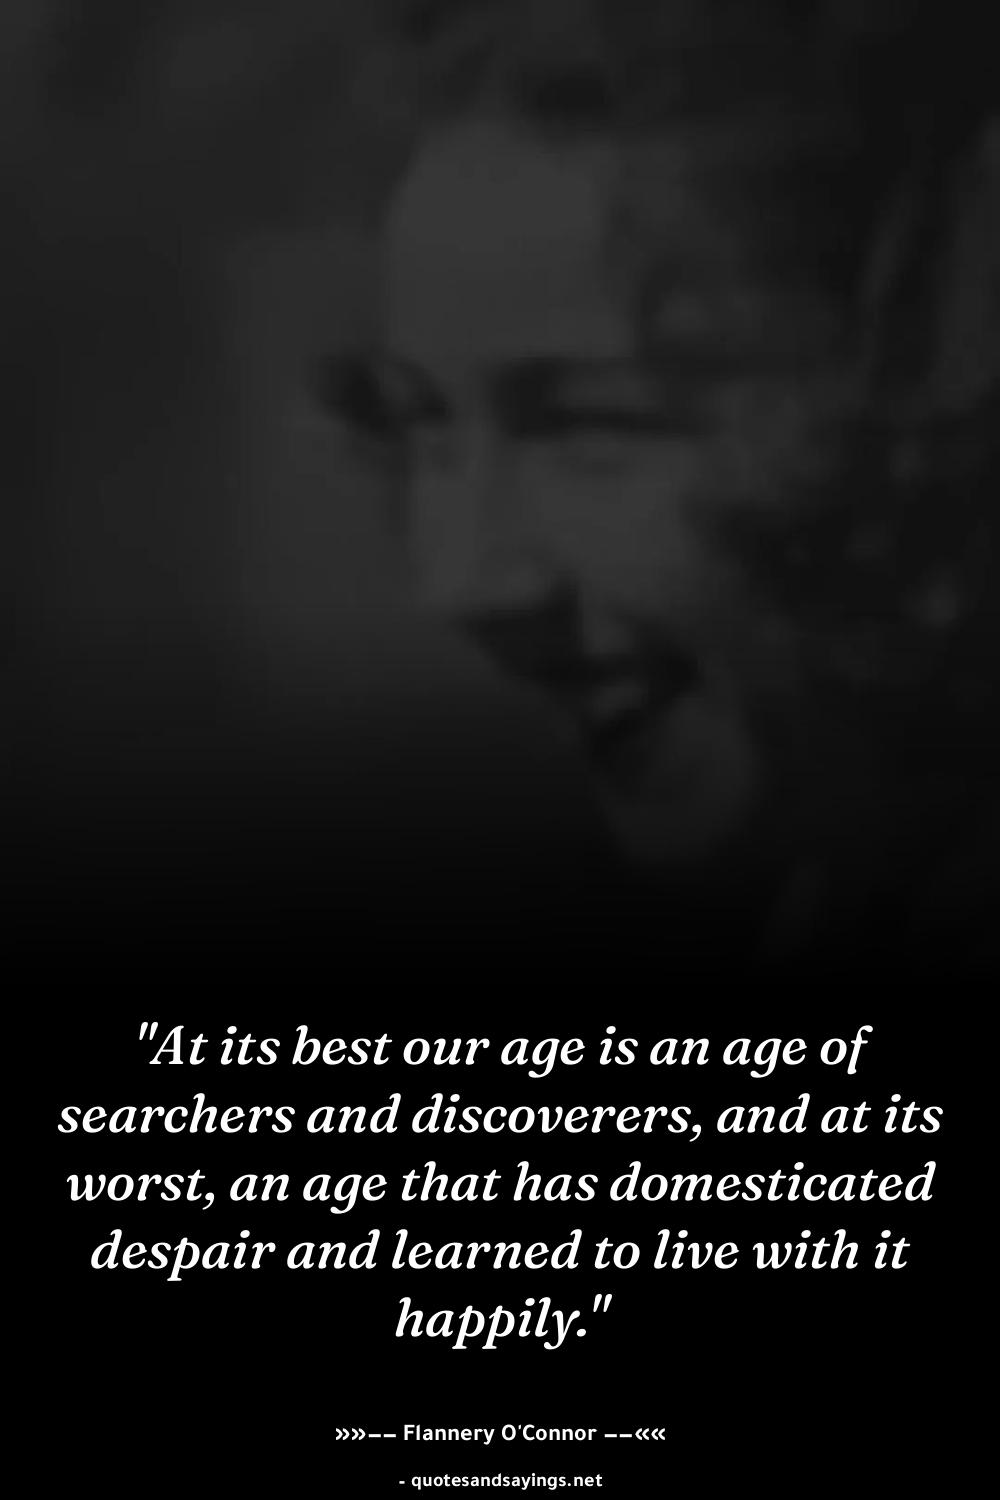 "At its best our age is an age of
searchers and discoverers, and at its
worst, an age that has domesticated
despair and learned to live with it
happily."
»»-- Flannery O'Connor --««
- quotesandsayings.net